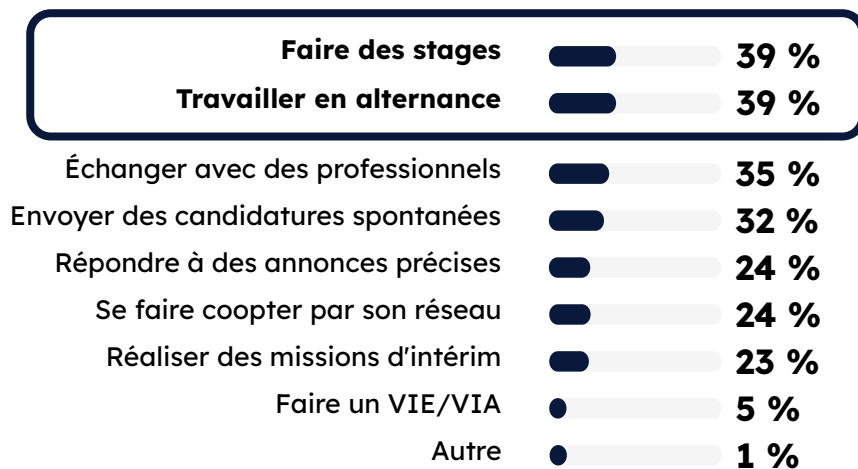 Faire des stages 39 %
Travailler en alternance 39 %
Échanger avec des professionnels 35 %
Envoyer des candidatures spontanées 32 %
Répondre à des annonces précises 24 %
Se faire coopter par son réseau 24 %
Réaliser des missions d'intérim 23 %
Faire un VIE/VIA 5 %
Autre 1 %